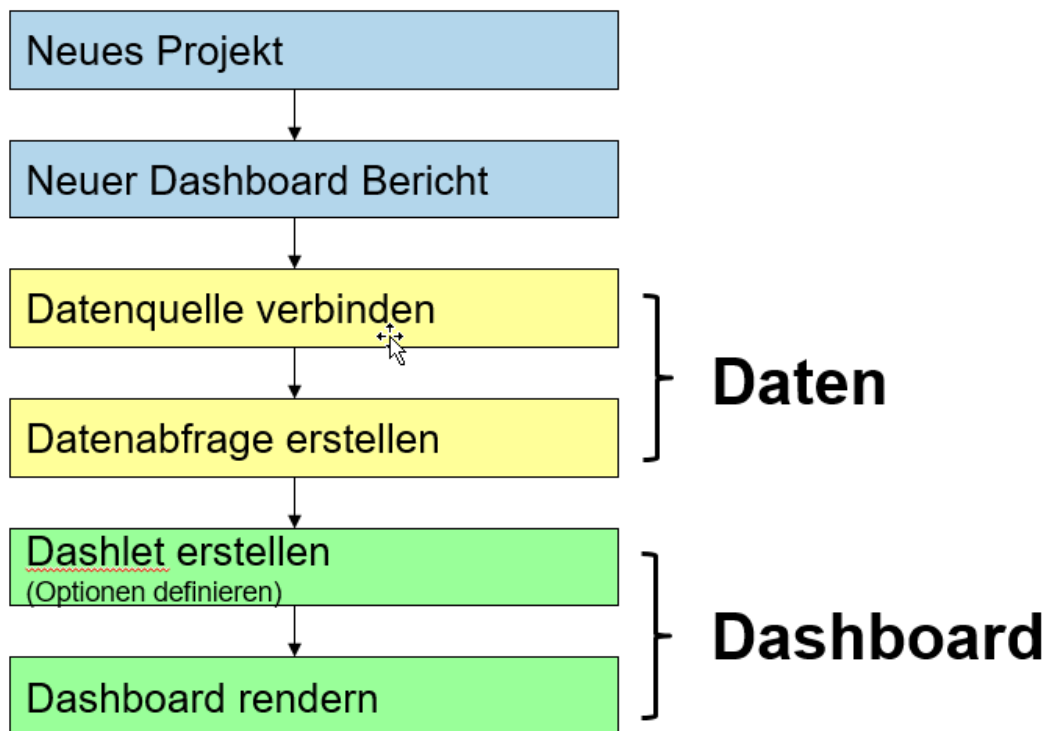 Neues Projekt
Neuer Dashboard Bericht
Datenquelle verbinden
Daten
Datenabfrage erstellen
Dashlet erstellen
(Optionen definieren)
Dashboard
Dashboard rendern